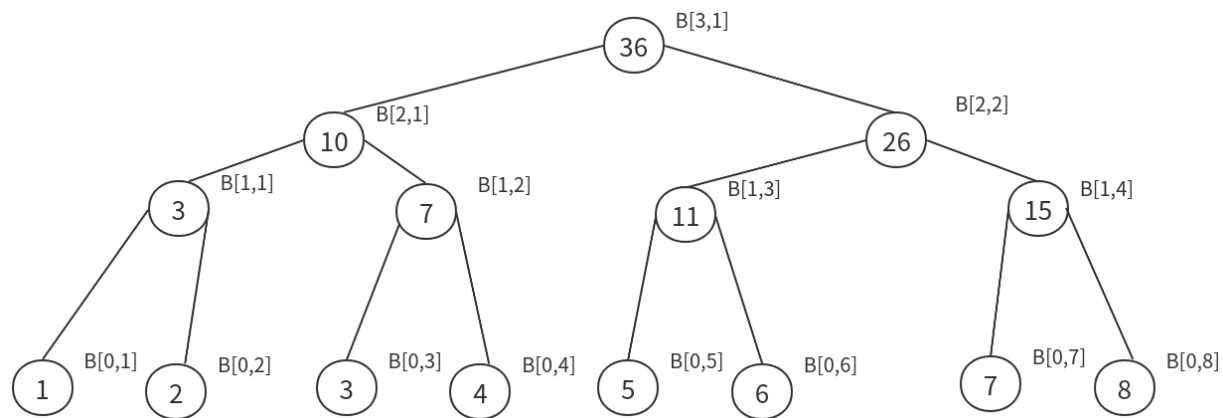 36 B[3,1]
10 B[2,1] 26 B[2,2]
3 B[1,1] 7 B[1,2] 11 B[1,3] 15 B[1,4]
1 B[0,1] 2 B[0,2] 3 B[0,3] 4 B[0,4] 5 B[0,5] 6 B[0,6] 7 B[0,7] 8 B[0,8]